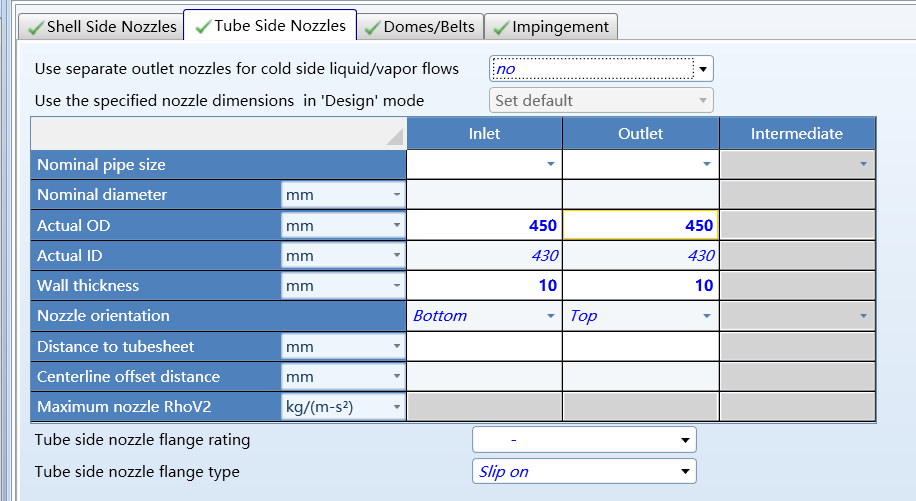 Shell Side Nozzles Tube Side Nozzles Domes/Belts Impingement
Use separate outlet nozzles for cold side liquid/vapor flows no
Use the specified nozzle dimensions in 'Design' mode Set default
Inlet Outlet Intermediate
Nominal pipe size
Nominal diameter mm
Actual OD mm 450 450
Actual ID mm 430 430
Wall thickness mm 10 10
Nozzle orientation Bottom Top
Distance to tubesheet mm
Centerline offset distance mm
Maximum nozzle RhoV2 kg/(m-s²)
Tube side nozzle flange rating -
Tube side nozzle flange type Slip on